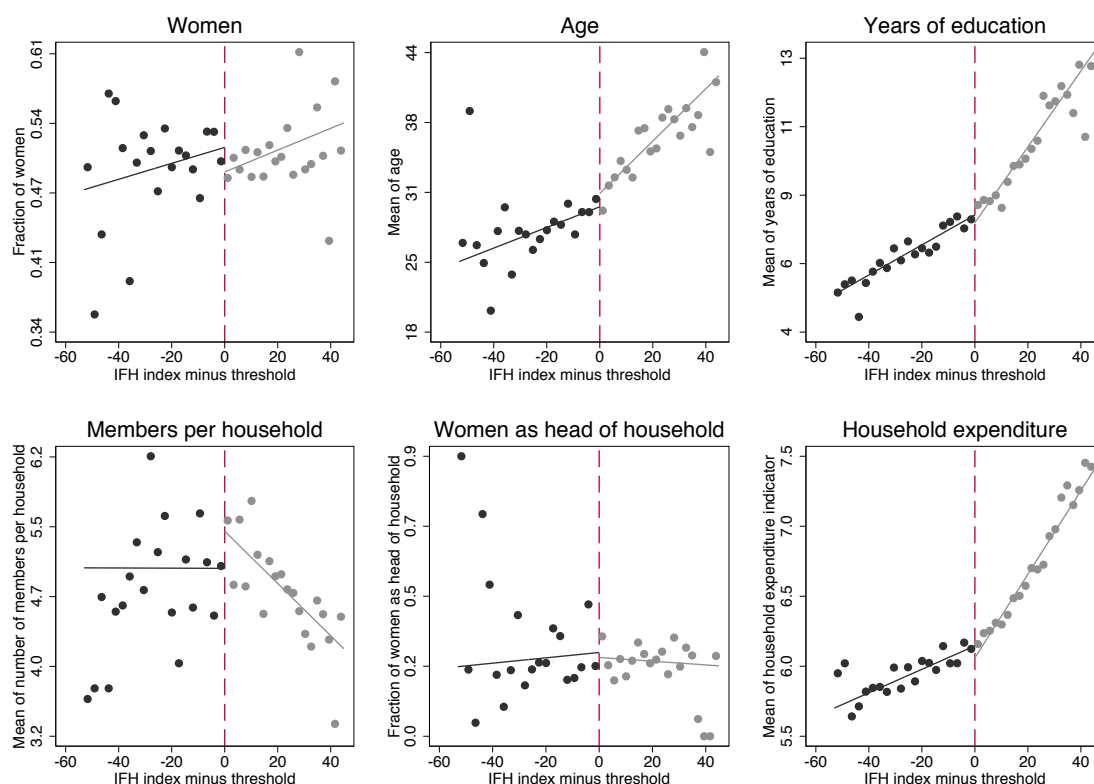 Women
Fraction of women
0.61
0.54
0.47
0.41
0.34
-60 -40 -20 0 20 40
IFH index minus threshold
Age
Mean of age
44
38
31
25
18
-60 -40 -20 0 20 40
IFH index minus threshold
Years of education
Mean of years of education
13
11
9
6
4
-60 -40 -20 0 20 40
IFH index minus threshold
Members per household
Mean of number of members per household
6.2
5.5
4.7
4.0
3.2
-60 -40 -20 0 20 40
IFH index minus threshold
Women as head of household
Fraction of women as head of household
0.9
0.7
0.5
0.2
0.0
-60 -40 -20 0 20 40
IFH index minus threshold
Household expenditure
Mean of household expenditure indicator
7.5
7.0
6.5
6.0
5.5
-60 -40 -20 0 20 40
IFH index minus threshold